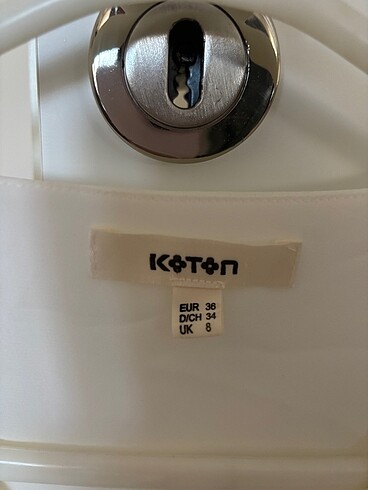 KOTON
EUR 36
D/CH 34
UK 8